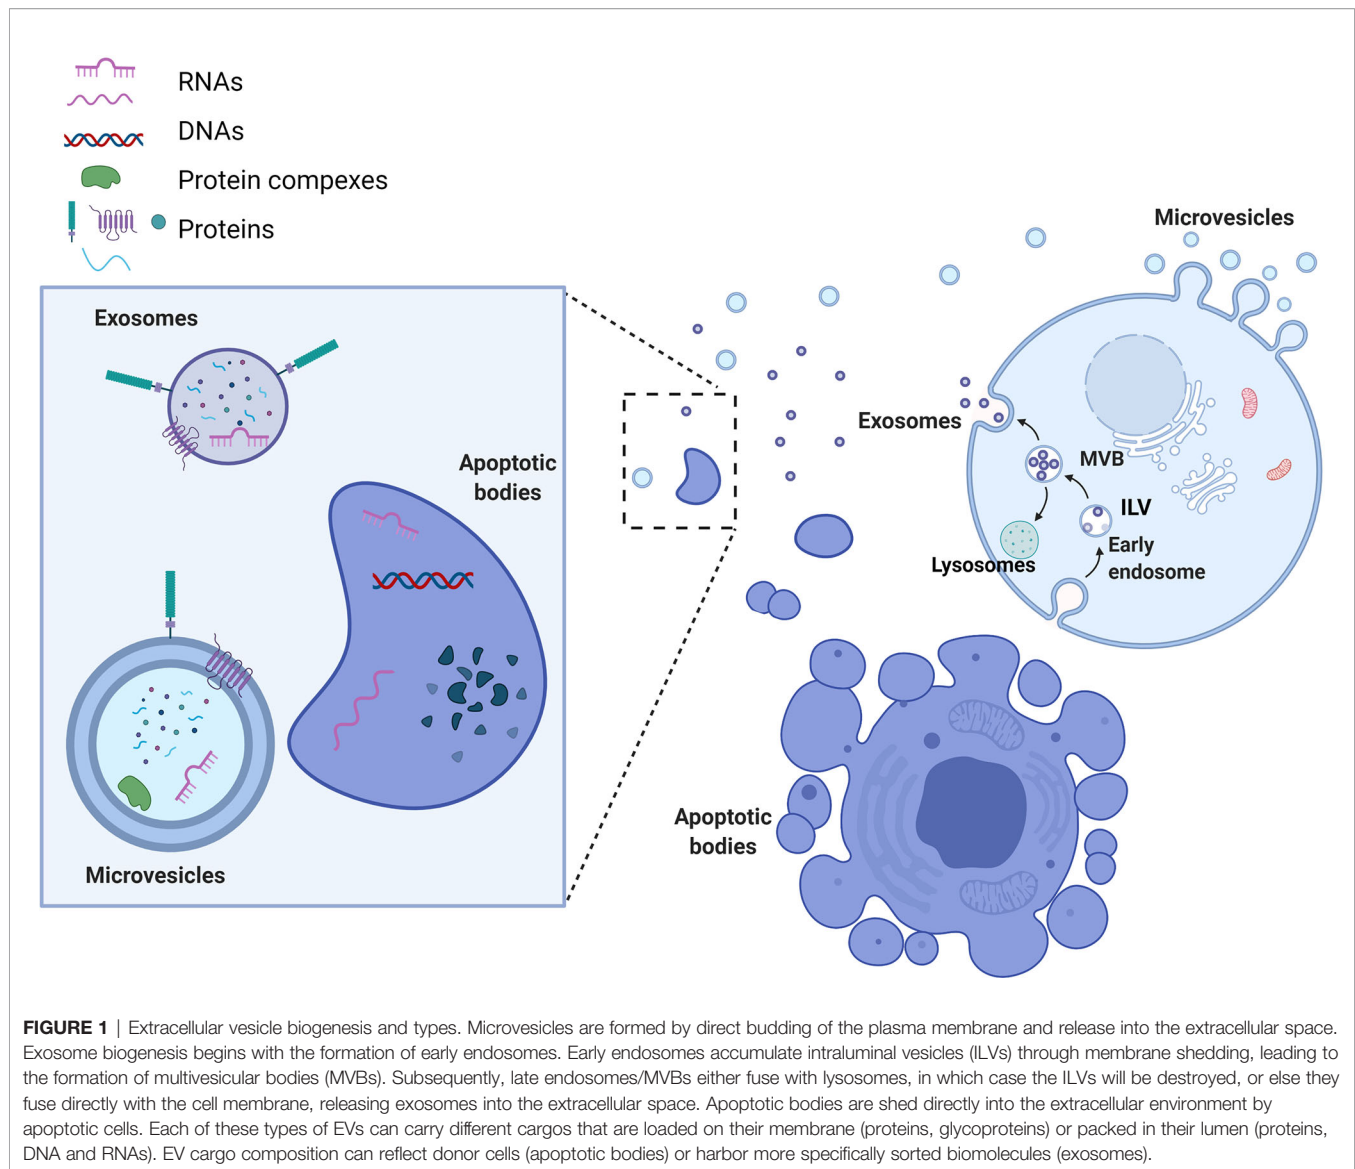 RNAs
DNAs
Protein compexes
Proteins
Exosomes
Apoptotic
bodies
Microvesicles
Microvesicles
Exosomes
MVB
ILV
Early
endosome
Lysosomes
Apoptotic
bodies
FIGURE 1 | Extracellular vesicle biogenesis and types. Microvesicles are formed by direct budding of the plasma membrane and release into the extracellular space.
Exosome biogenesis begins with the formation of early endosomes. Early endosomes accumulate intraluminal vesicles (ILVs) through membrane shedding, leading to
the formation of multivesicular bodies (MVBs). Subsequently, late endosomes/MVBs either fuse with lysosomes, in which case the ILVs will be destroyed, or else they
fuse directly with the cell membrane, releasing exosomes into the extracellular space. Apoptotic bodies are shed directly into the extracellular environment by
apoptotic cells. Each of these types of EVs can carry different cargos that are loaded on their membrane (proteins, glycoproteins) or packed in their lumen (proteins,
DNA and RNAs). EV cargo composition can reflect donor cells (apoptotic bodies) or harbor more specifically sorted biomolecules (exosomes).